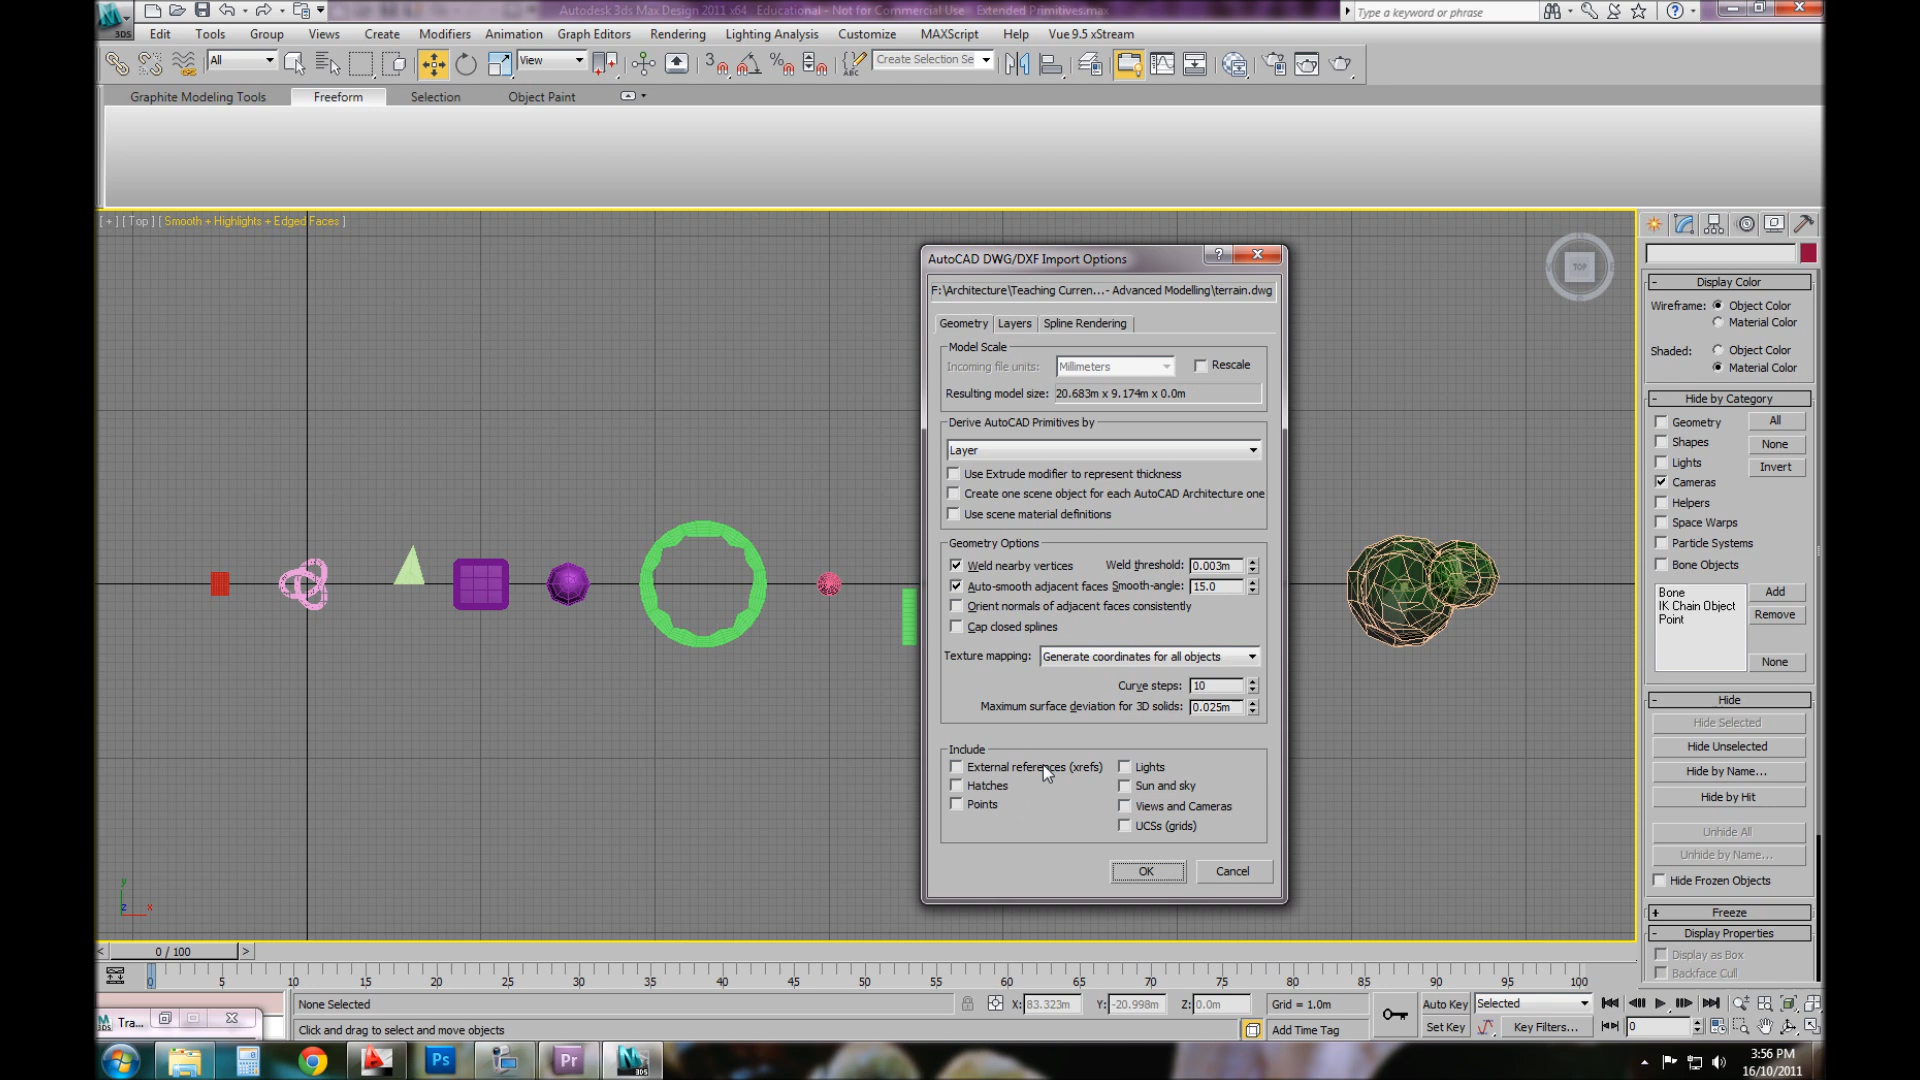 Autodesk 3ds Max Design 2011 x64 Educational - Not for Commercial Use Extended Primitives.max
Type a keyword or phrase
3DS
Edit Tools Group Views Create Modifiers Animation Graph Editors Rendering Lighting Analysis Customize MAXScript Help Vue 9.5 xStream
All View Create Selection Se
Graphite Modeling Tools Freeform Selection Object Paint
[ + ] [ Top ] [ Smooth + Highlights + Edged Faces ]
TOP
AutoCAD DWG/DXF Import Options
F:\Architecture\Teaching Curren...- Advanced Modelling\terrain.dwg
Geometry Layers Spline Rendering
Model Scale
Incoming file units: Millimeters Rescale
Resulting model size: 20.683m x 9.174m x 0.0m
Derive AutoCAD Primitives by
Layer
Use Extrude modifier to represent thickness
Create one scene object for each AutoCAD Architecture one
Use scene material definitions
Geometry Options
Weld nearby vertices Weld threshold: 0.003m
Auto-smooth adjacent faces Smooth-angle: 15.0
Orient normals of adjacent faces consistently
Cap closed splines
Texture mapping: Generate coordinates for all objects
Curve steps: 10
Maximum surface deviation for 3D solids: 0.025m
Include
External references (xrefs) Lights
Hatches Sun and sky
Points Views and Cameras
UCSs (grids)
OK Cancel
Display Color
Wireframe: Object Color
Material Color
Shaded: Object Color
Material Color
Hide by Category
Geometry All
Shapes None
Lights Invert
Cameras
Helpers
Space Warps
Particle Systems
Bone Objects
Bone Add
IK Chain Object Remove
Point
None
Hide
Hide Selected
Hide Unselected
Hide by Name...
Hide by Hit
Unhide All
Unhide by Name...
Hide Frozen Objects
Freeze
Display Properties
Display as Box
Backface Cull
y
z x
< 0 / 100 >
0 5 10 15 20 25 30 35 40 45 50 55 60 65 70 75 80 85 90 95 100
None Selected X: 83.323m Y: -20.998m Z: 0.0m Grid = 1.0m Auto Key Selected
Tra... Click and drag to select and move objects Add Time Tag Set Key Key Filters... 0
Ps Pr
3:56 PM
16/10/2011